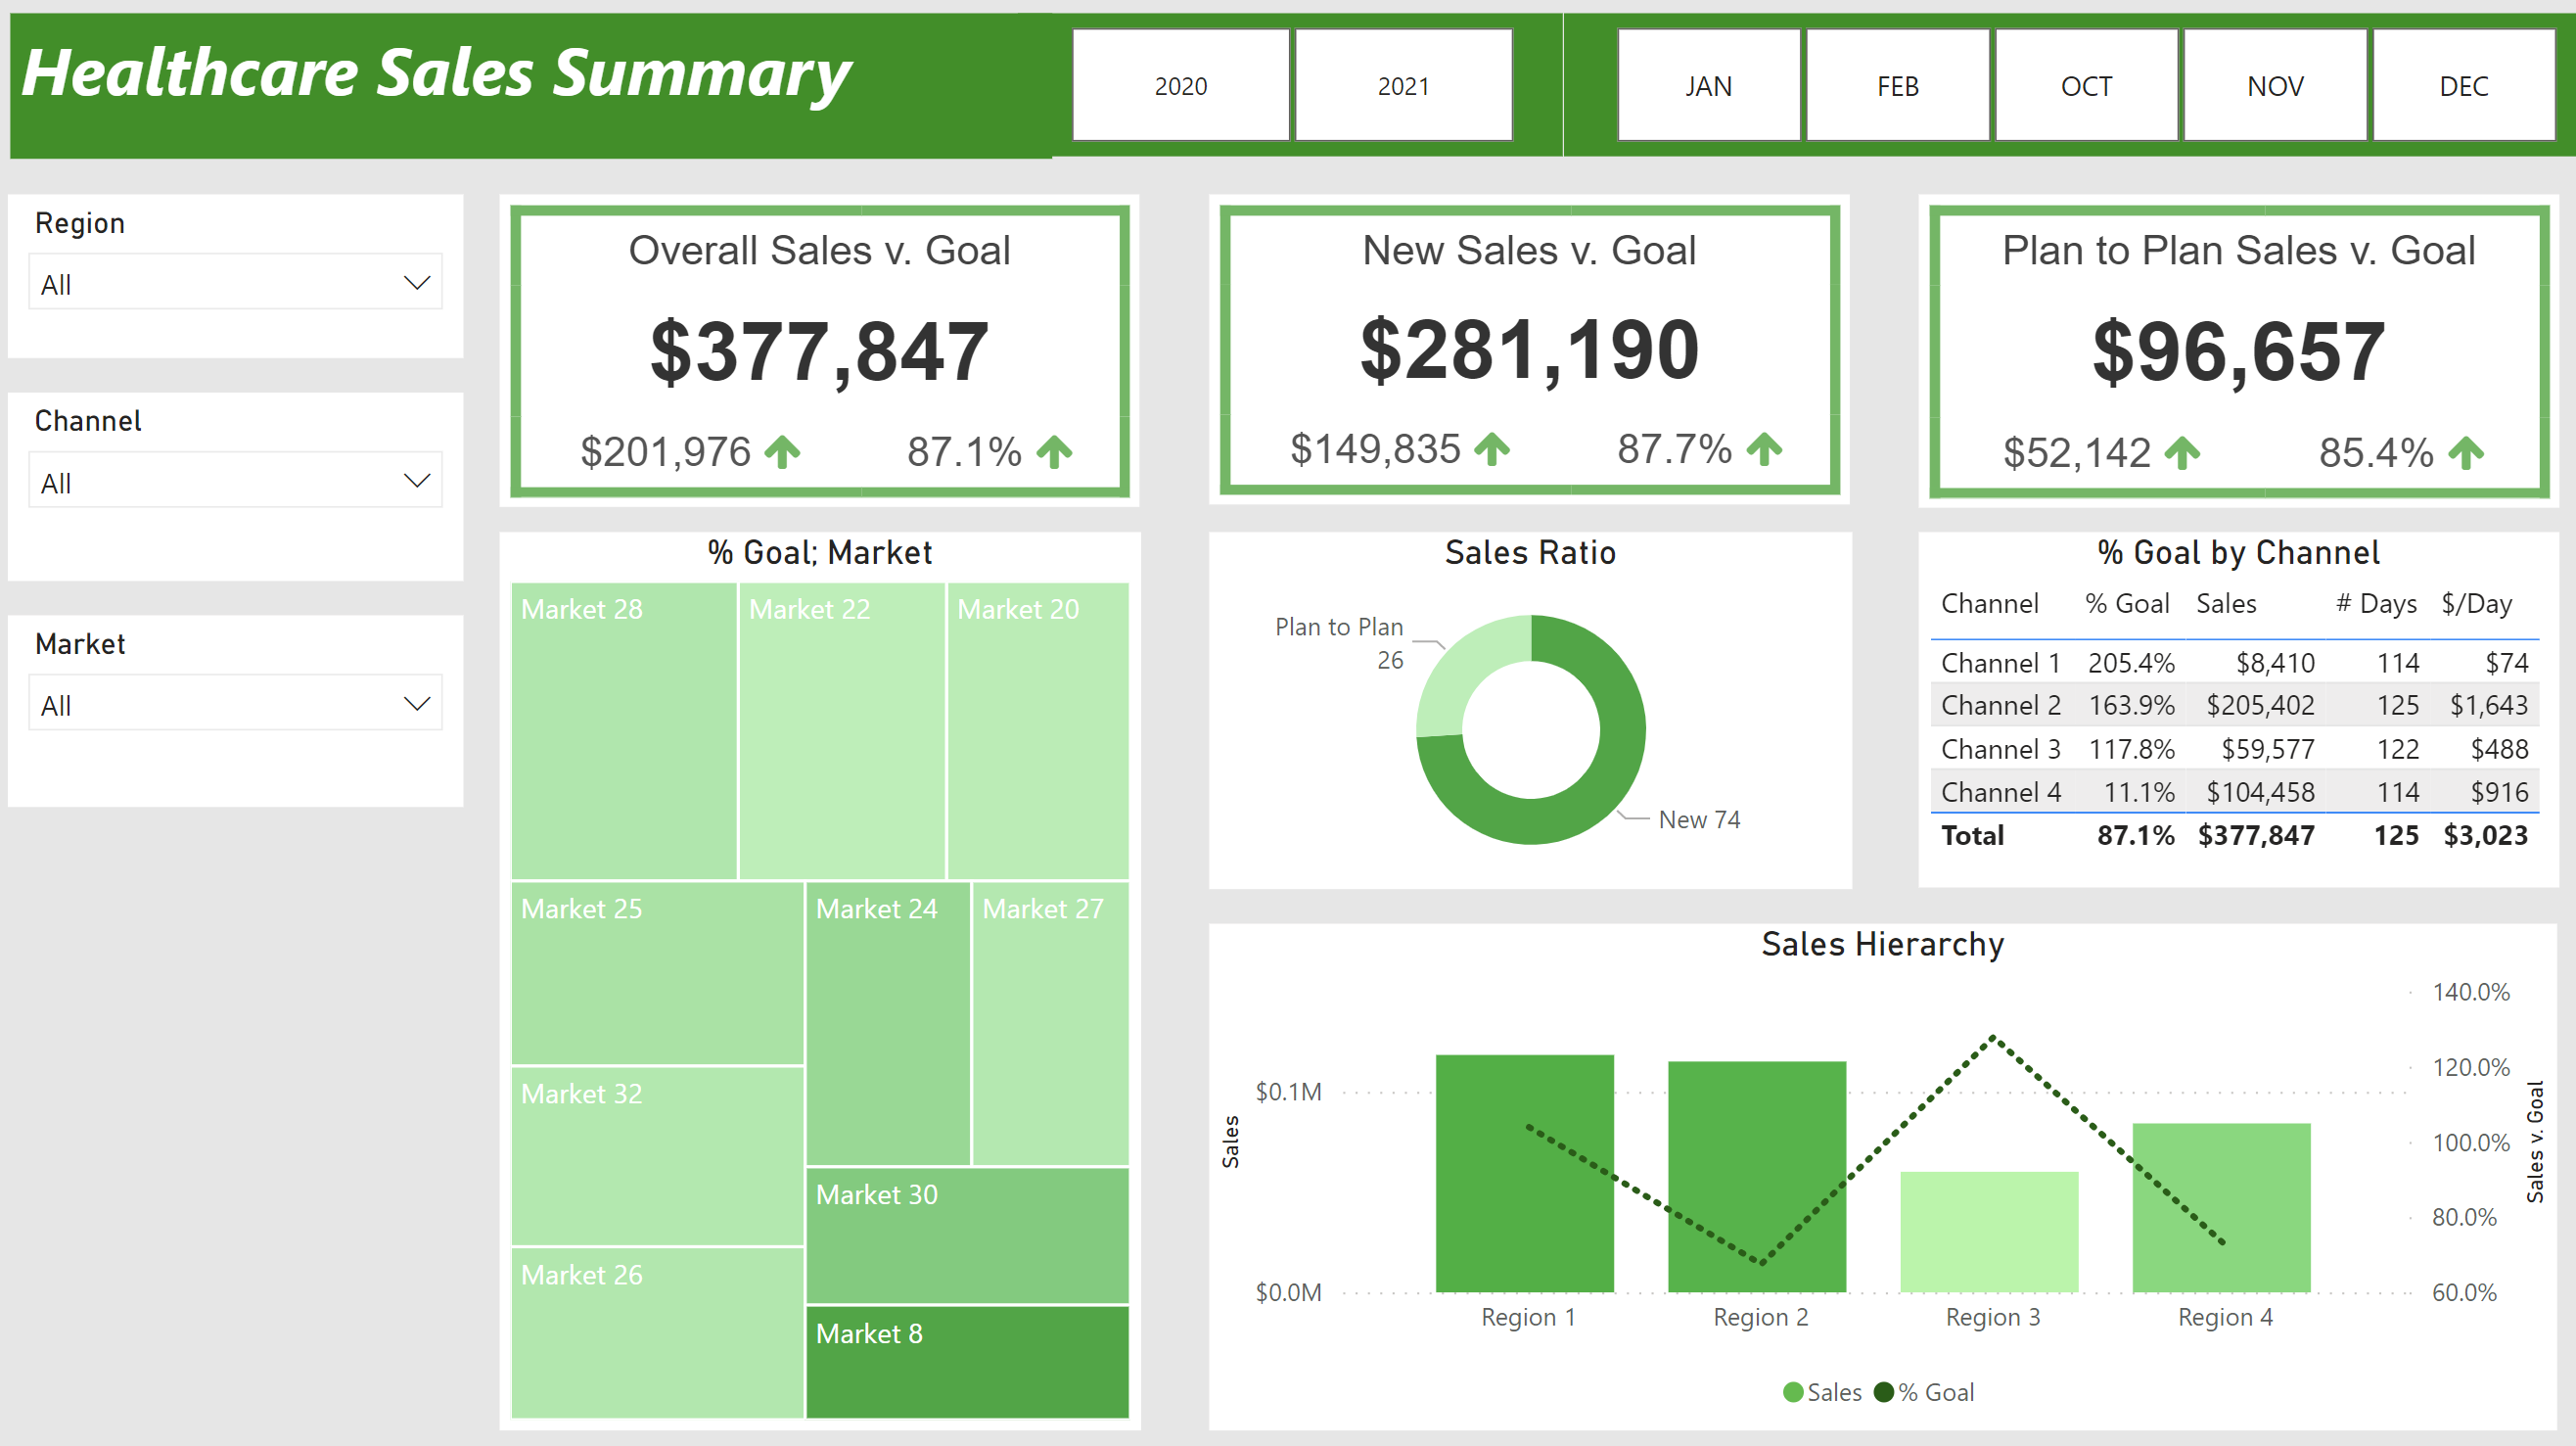 Healthcare Sales Summary
2020
2021
JAN
FEB
OCT
NOV
DEC
Region
All
Channel
All
Market
All
Overall Sales v. Goal
$377,847
$201,976
87.1%
New Sales v. Goal
$281,190
$149,835
87.7%
Plan to Plan Sales v. Goal
$96,657
$52,142
85.4%
% Goal; Market
Market 28
Market 22
Market 20
Market 25
Market 24
Market 27
Market 32
Market 30
Market 26
Market 8
Sales Ratio
Plan to Plan
26
New 74
% Goal by Channel
Channel % Goal Sales # Days $/Day
Channel 1 205.4% $8,410 114 $74
Channel 2 163.9% $205,402 125 $1,643
Channel 3 117.8% $59,577 122 $488
Channel 4 11.1% $104,458 114 $916
Total 87.1% $377,847 125 $3,023
Sales Hierarchy
Sales
$0.1M
$0.0M
140.0%
120.0%
100.0%
80.0%
60.0%
Sales v. Goal
Region 1
Region 2
Region 3
Region 4
Sales
% Goal